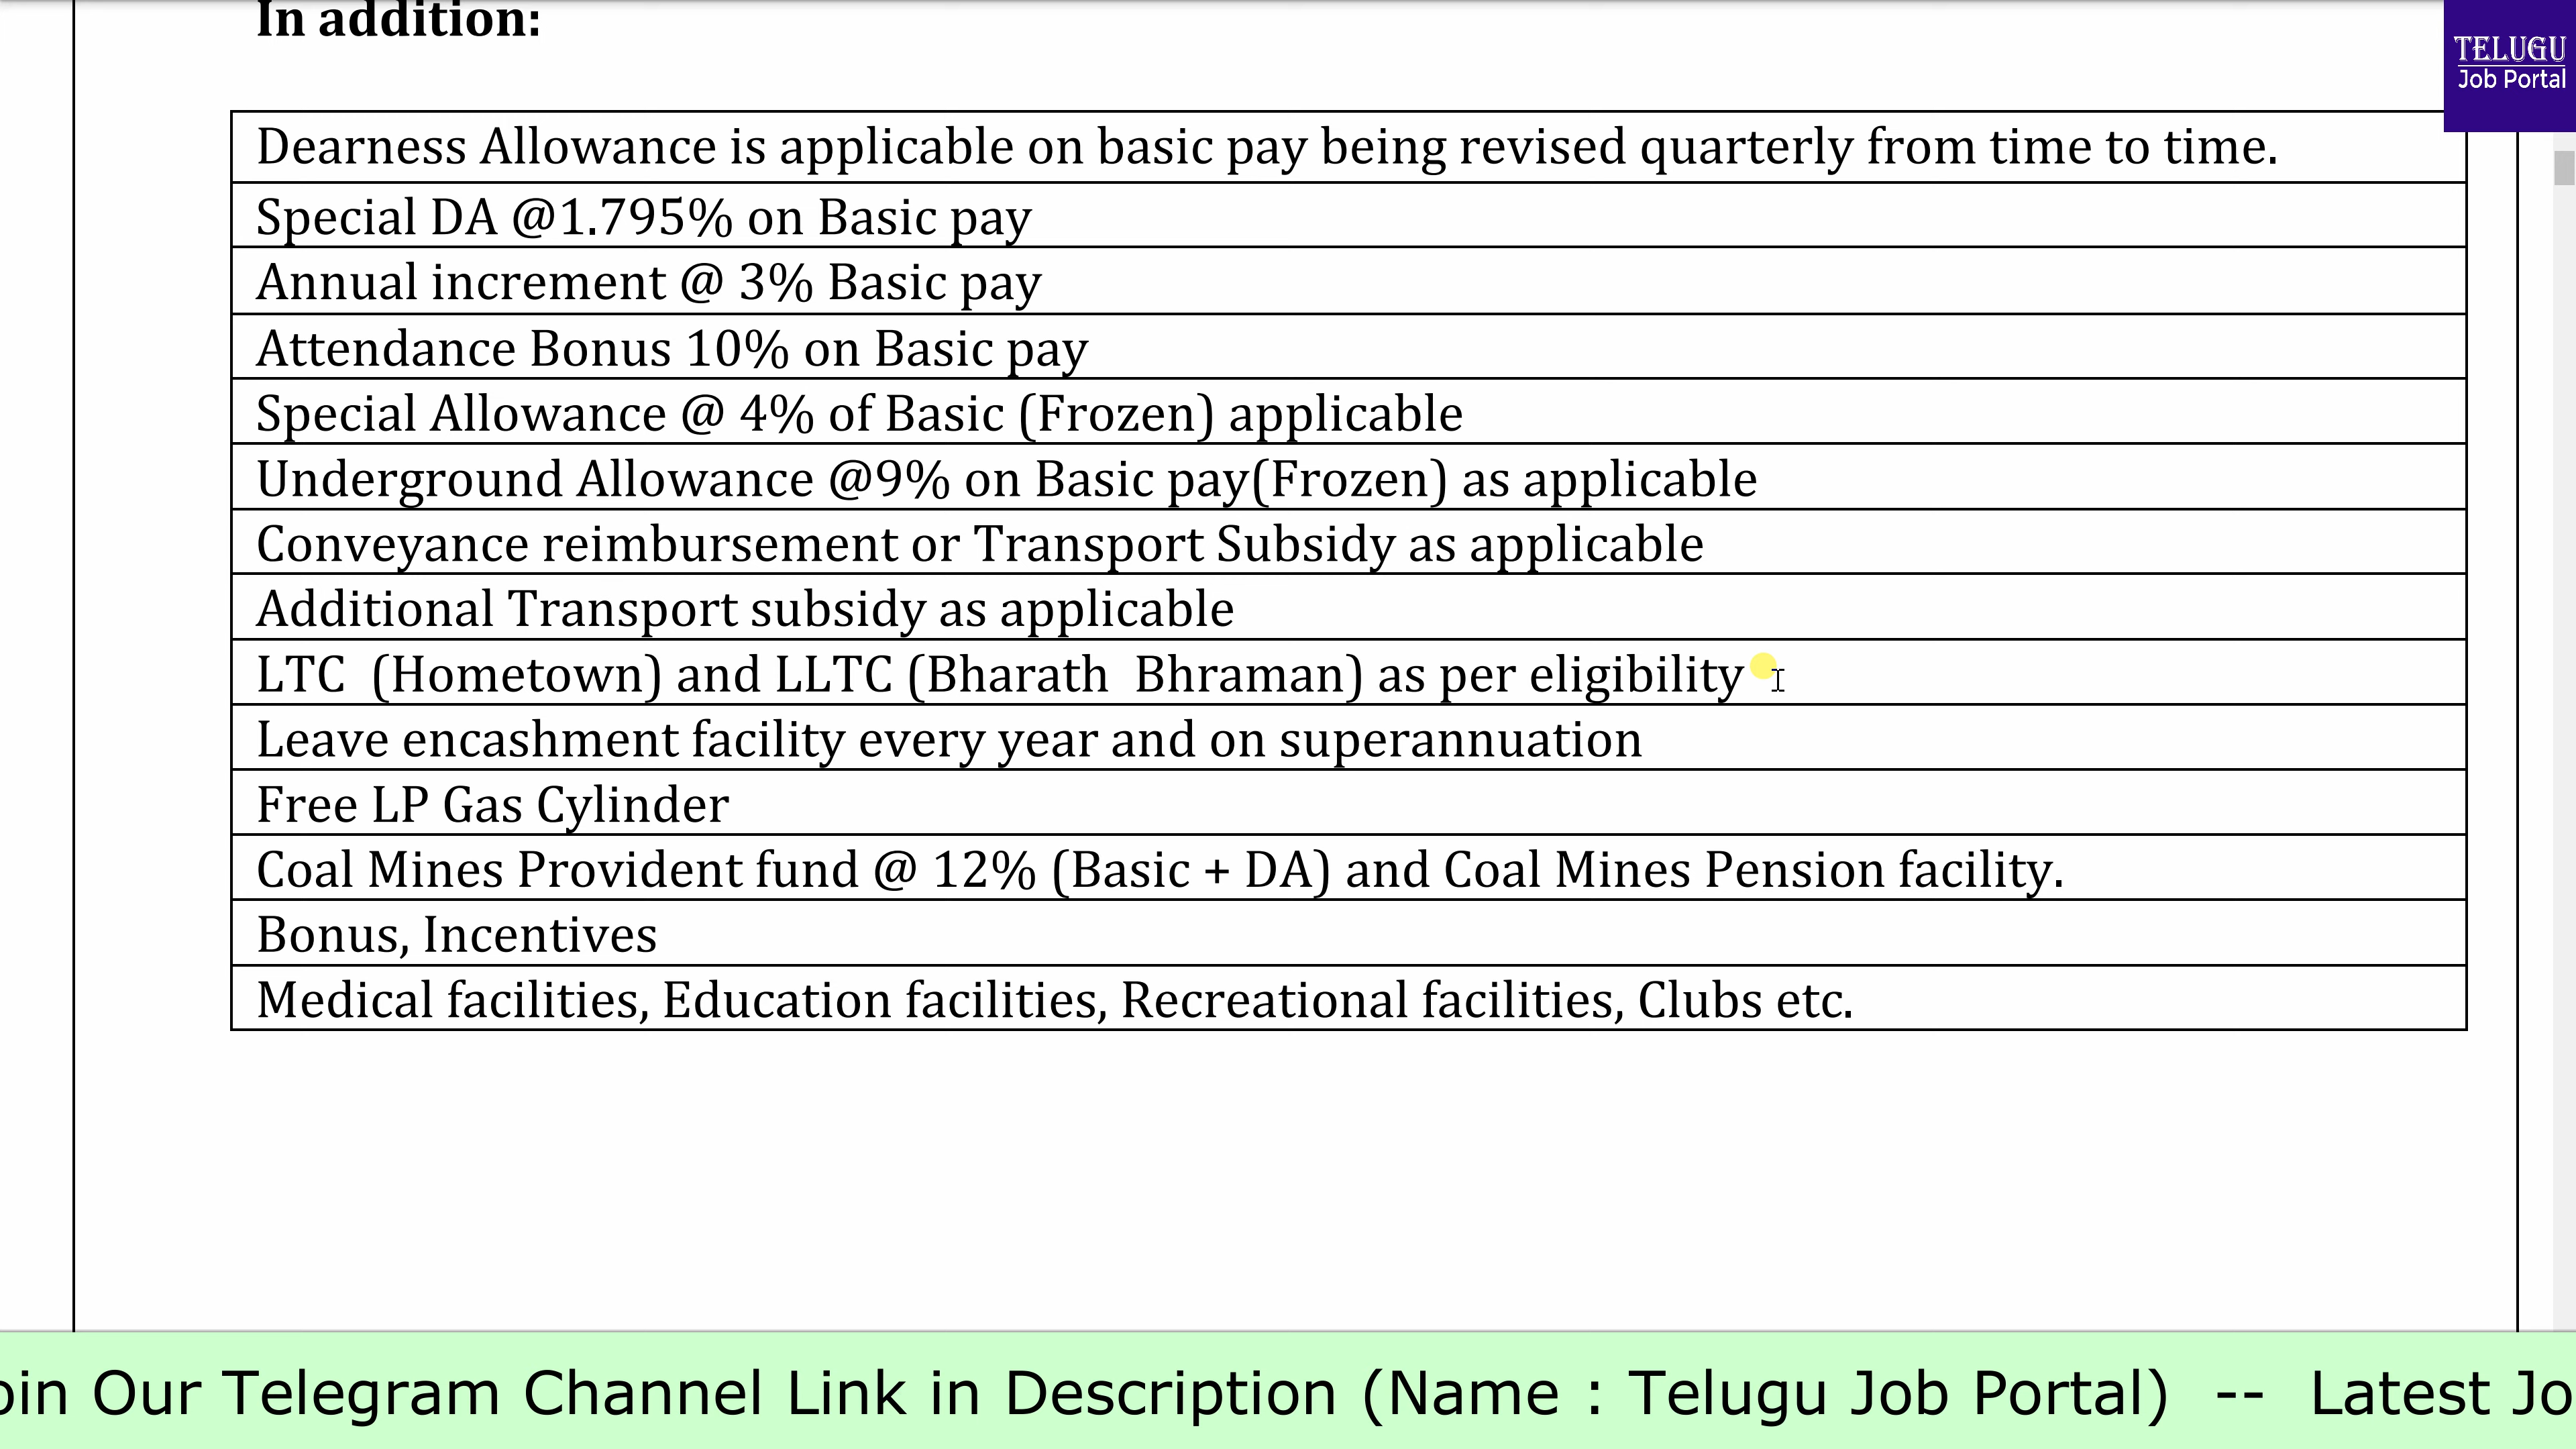 In addition:
TELUGU
Job Portal
Dearness Allowance is applicable on basic pay being revised quarterly from time to time.
Special DA @1.795% on Basic pay
Annual increment @ 3% Basic pay
Attendance Bonus 10% on Basic pay
Special Allowance @ 4% of Basic (Frozen) applicable
Underground Allowance @9% on Basic pay(Frozen) as applicable
Conveyance reimbursement or Transport Subsidy as applicable
Additional Transport subsidy as applicable
LTC  (Hometown) and LLTC (Bharath  Bhraman) as per eligibility
Leave encashment facility every year and on superannuation
Free LP Gas Cylinder
Coal Mines Provident fund @ 12% (Basic + DA) and Coal Mines Pension facility.
Bonus, Incentives
Medical facilities, Education facilities, Recreational facilities, Clubs etc.
oin Our Telegram Channel Link in Description (Name : Telugu Job Portal)  --  Latest Jo